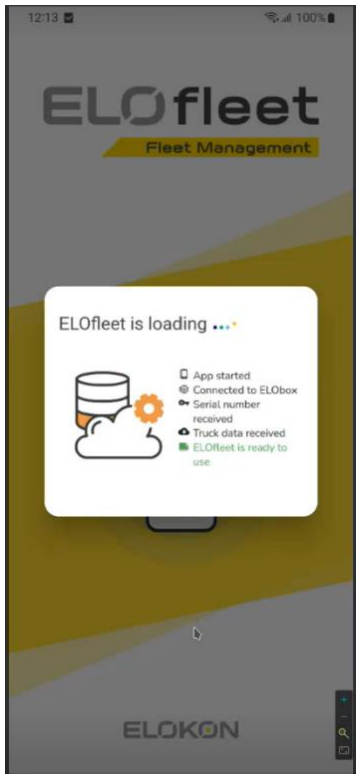 12:13 100%
ELOfleet
Fleet Management
ELOfleet is loading
App started
Connected to ELObox
Serial number
received
Truck data received
ELOfleet is ready to
use
ELOKON